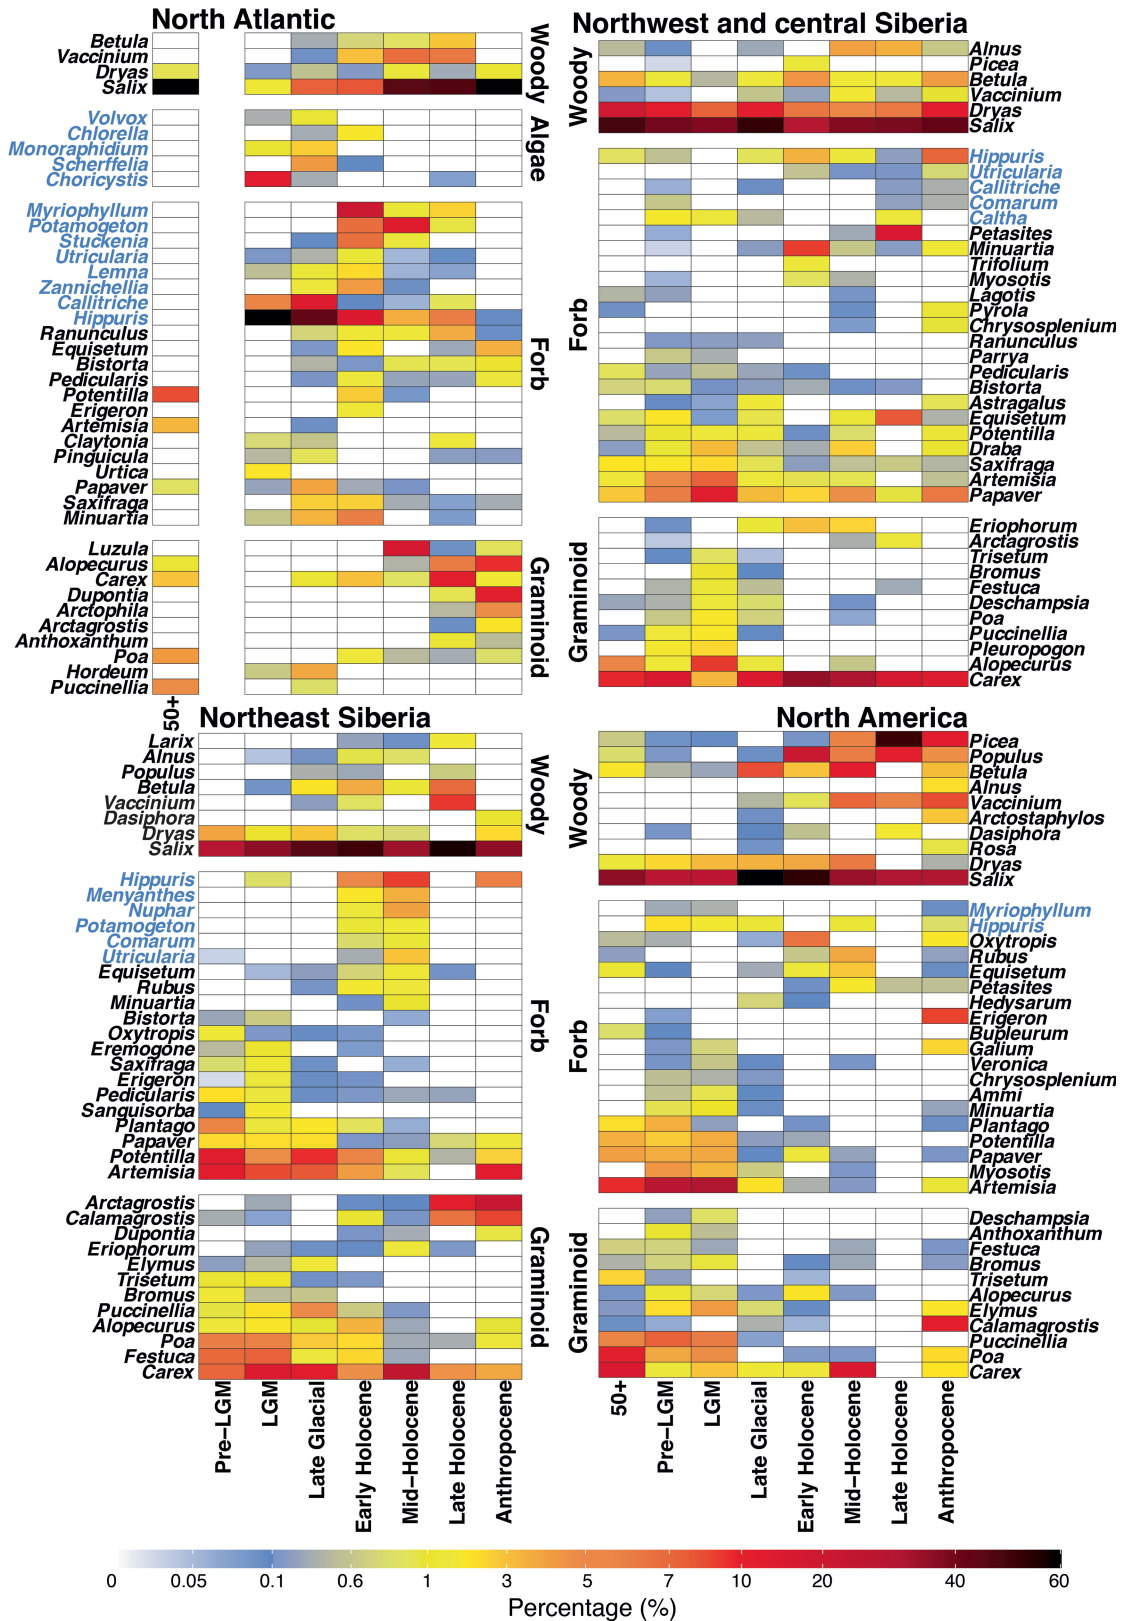 North Atlantic
Betula
Vaccinium
Dryas
Salix
Woody
Volvox
Chlorella
Monoraphidium
Scherffelia
Choricystis
Algae
Myriophyllum
Potamogeton
Stuckenia
Utricularia
Lemna
Zannichellia
Callitriche
Hippuris
Ranunculus
Equisetum
Bistorta
Pedicularis
Potentilla
Erigeron
Artemisia
Claytonia
Pinguicula
Urtica
Papaver
Saxifraga
Minuartia
Forb
Luzula
Alopecurus
Carex
Dupontia
Arctophila
Arctagrostis
Anthoxanthum
Poa
Hordeum
Puccinellia
Graminoid
50+
Northwest and central Siberia
Woody
Alnus
Picea
Betula
Vaccinium
Dryas
Salix
Forb
Hippuris
Utricularia
Callitriche
Comarum
Caltha
Petasites
Minuartia
Trifolium
Myosotis
Lagotis
Pyrola
Chrysosplenium
Ranunculus
Parrya
Pedicularis
Bistorta
Astragalus
Equisetum
Potentilla
Draba
Saxifraga
Artemisia
Papaver
Graminoid
Eriophorum
Arctagrostis
Trisetum
Bromus
Festuca
Deschampsia
Poa
Puccinellia
Pleuropogon
Alopecurus
Carex
Northeast Siberia
Larix
Alnus
Populus
Betula
Vaccinium
Dasiphora
Dryas
Salix
Woody
Hippuris
Menyanthes
Nuphar
Potamogeton
Comarum
Utricularia
Equisetum
Rubus
Minuartia
Bistorta
Oxytropis
Eremogone
Saxifraga
Erigeron
Pedicularis
Sanguisorba
Plantago
Papaver
Potentilla
Artemisia
Forb
Arctagrostis
Calamagrostis
Dupontia
Eriophorum
Elymus
Trisetum
Bromus
Puccinellia
Alopecurus
Poa
Festuca
Carex
Graminoid
Pre-LGM
LGM
Late Glacial
Early Holocene
Mid-Holocene
Late Holocene
Anthropocene
North America
Woody
Picea
Populus
Betula
Alnus
Vaccinium
Arctostaphylos
Dasiphora
Rosa
Dryas
Salix
Forb
Myriophyllum
Hippuris
Oxytropis
Rubus
Equisetum
Petasites
Hedysarum
Erigeron
Bupleurum
Galium
Veronica
Chrysosplenium
Ammi
Minuartia
Plantago
Potentilla
Papaver
Myosotis
Artemisia
Graminoid
Deschampsia
Anthoxanthum
Festuca
Bromus
Trisetum
Alopecurus
Elymus
Calamagrostis
Puccinellia
Poa
Carex
50+
Pre-LGM
LGM
Late Glacial
Early Holocene
Mid-Holocene
Late Holocene
Anthropocene
0 0.05 0.1 0.6 1 3 5 7 10 20 40 60
Percentage (%)